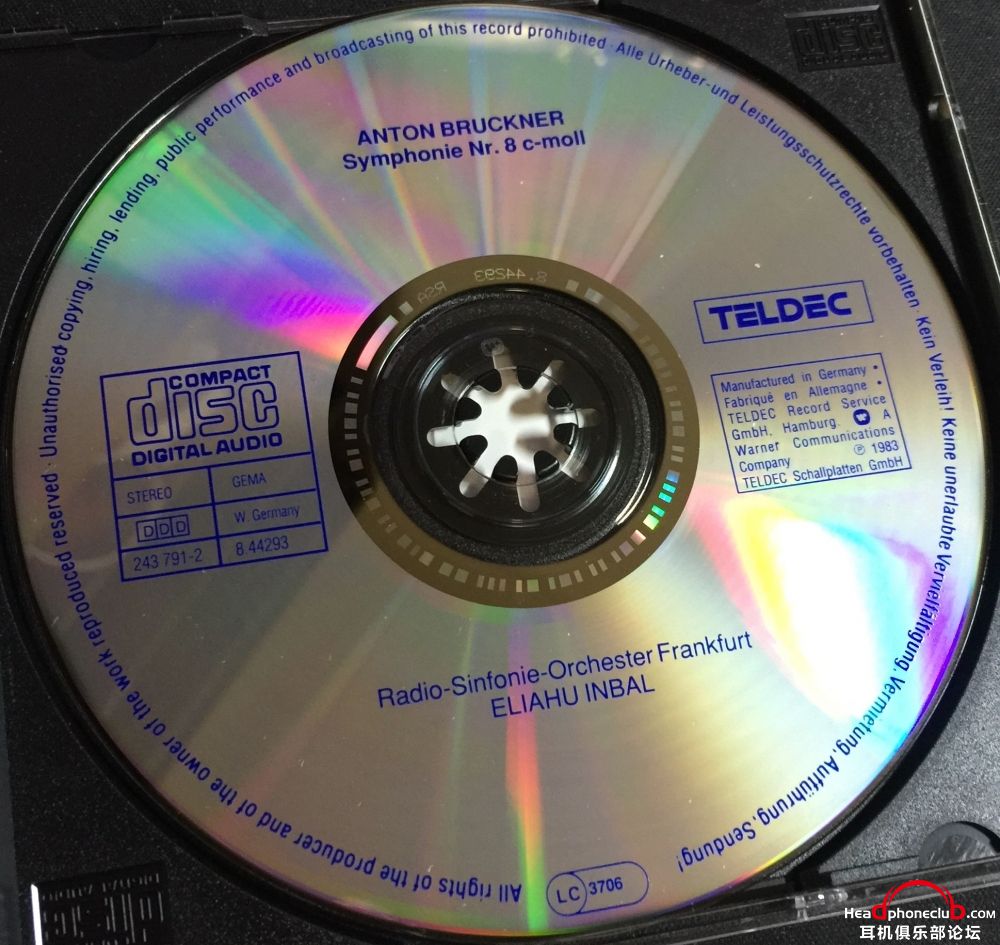 All rights of the producer and of the owner of the work reproduced reserved · Unauthorised copying, hiring, lending, public performance and broadcasting of this record prohibited · Alle Urheber-und Leistungsschutzrechte vorbehalten · Kein Verleih! Keine unerlaubte Vervielfältigung, Vermietung, Aufführung, Sendung!
ANTON BRUCKNER
Symphonie Nr. 8 c-moll
8.44293
RSA
TELDEC
Manufactured in Germany •
Fabriqué en Allemagne •
TELDEC Record Service
GmbH, Hamburg. A
Warner Communications
Company ℗ 1983
TELDEC Schallplatten GmbH
COMPACT
disc
DIGITAL AUDIO
STEREO
GEMA
DDD
W. Germany
243 791-2
8.44293
Radio-Sinfonie-Orchester Frankfurt
ELIAHU INBAL
LC 3706
COMPACT
disc
Headphoneclub.com
耳机俱乐部论坛